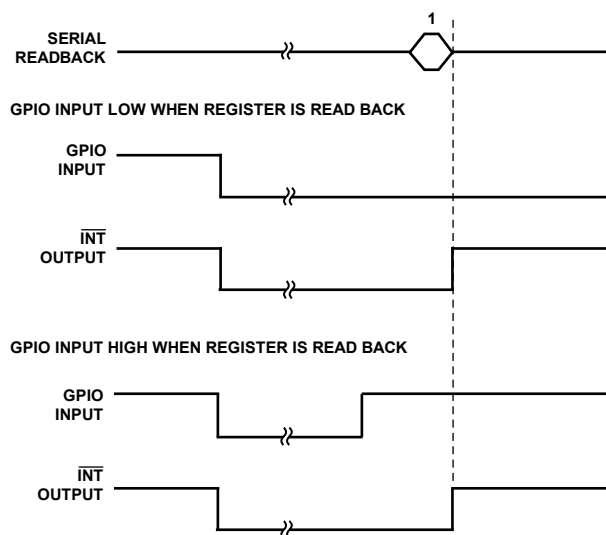 1
SERIAL
READBACK
GPIO INPUT LOW WHEN REGISTER IS READ BACK
GPIO
INPUT
INT
OUTPUT
GPIO INPUT HIGH WHEN REGISTER IS READ BACK
GPIO
INPUT
INT
OUTPUT